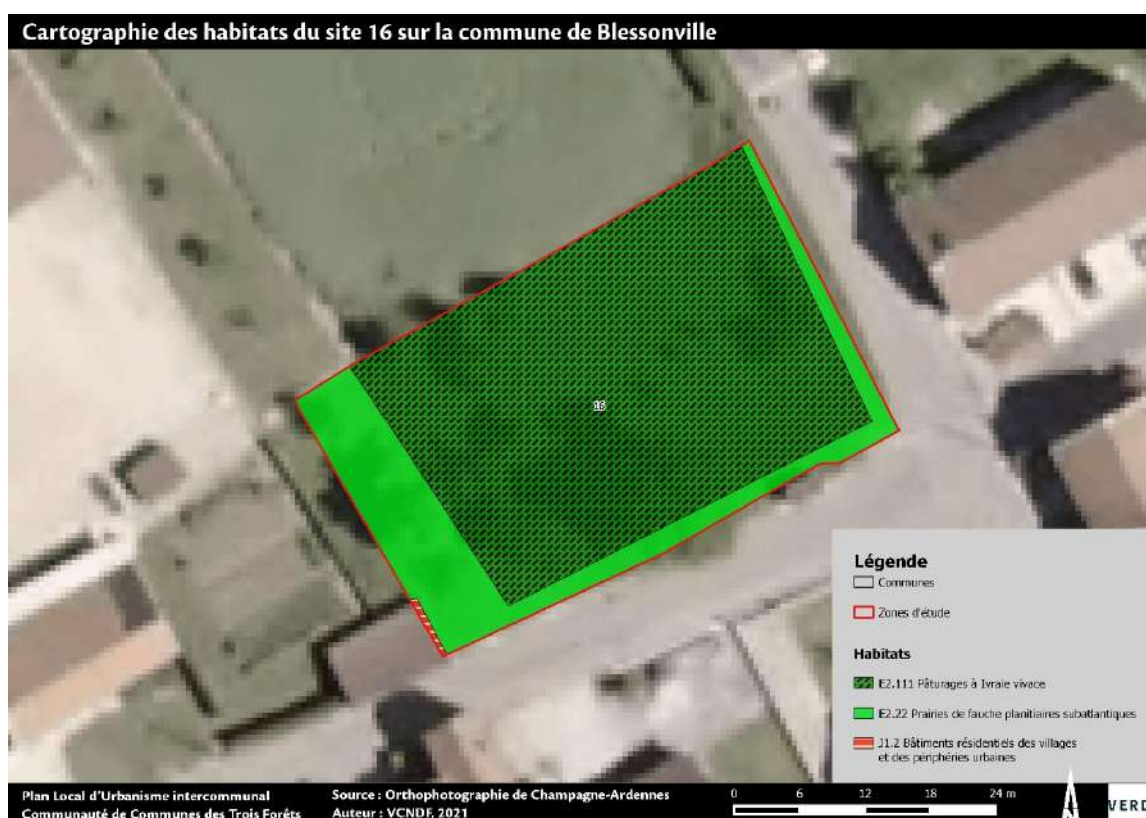 Cartographie des habitats du site 16 sur la commune de Blessonville
16
Légende
Communes
Zones d'étude
Habitats
E2.111 Pâturages à Ivraie vivace
E2.22 Prairies de fauche planitiaires subatlantiques
J1.2 Bâtiments résidentiels des villages
et des périphéries urbaines
Plan Local d'Urbanisme intercommunal
Communauté de Communes des Trois Forêts
Source : Orthophotographie de Champagne-Ardennes
Auteur : VCNDF, 2021
0 6 12 18 24 m
VERD